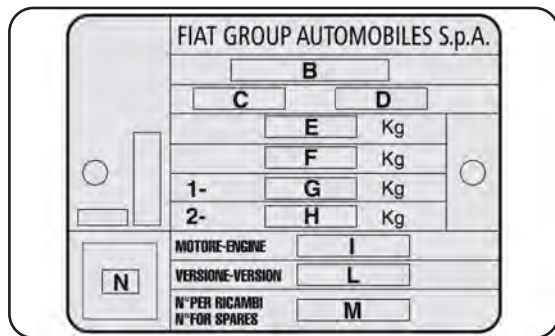 FIAT GROUP AUTOMOBILES S.p.A.
B
C D
E Kg
F Kg
1- G Kg
2- H Kg
MOTORE-ENGINE I
VERSIONE-VERSION L
N
N° PER RICAMBI
N° FOR SPARES M